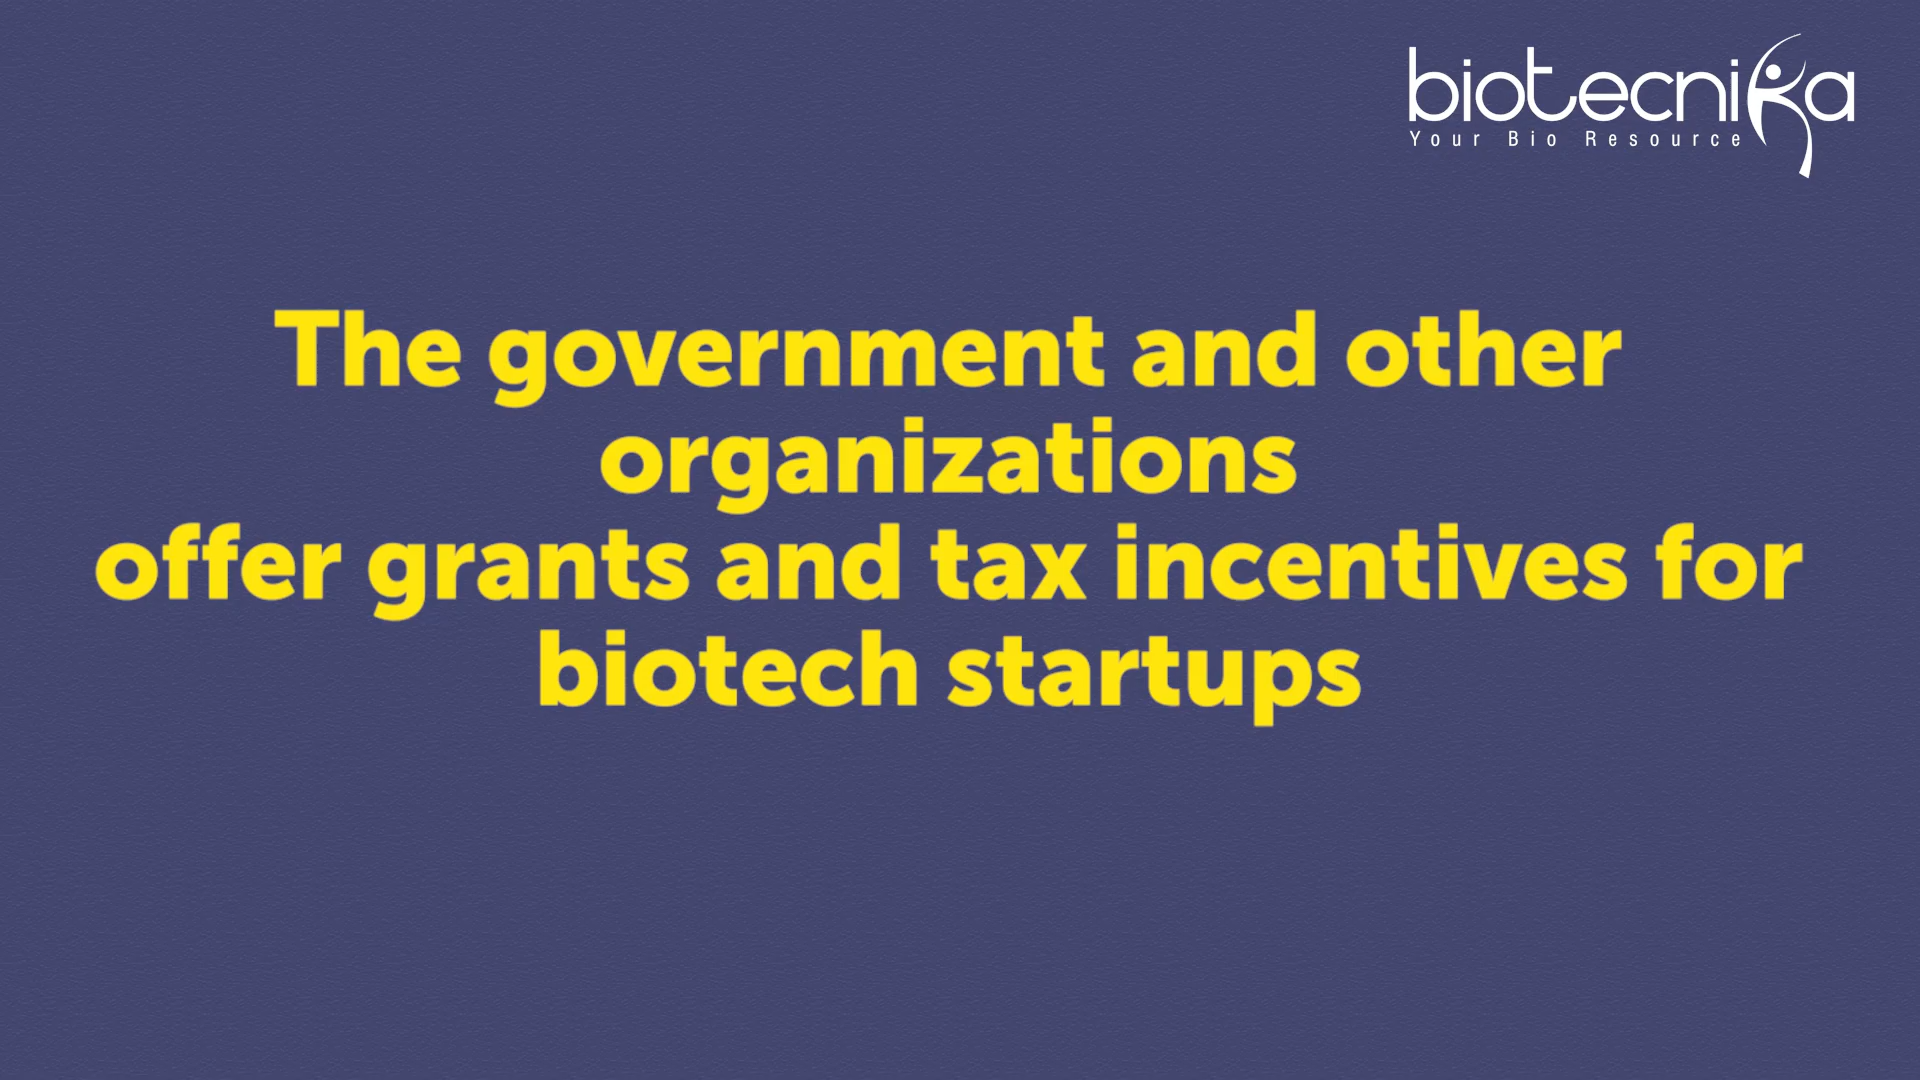 biotecnika
Your Bio Resource
The government and other
organizations
offer grants and tax incentives for
biotech startups